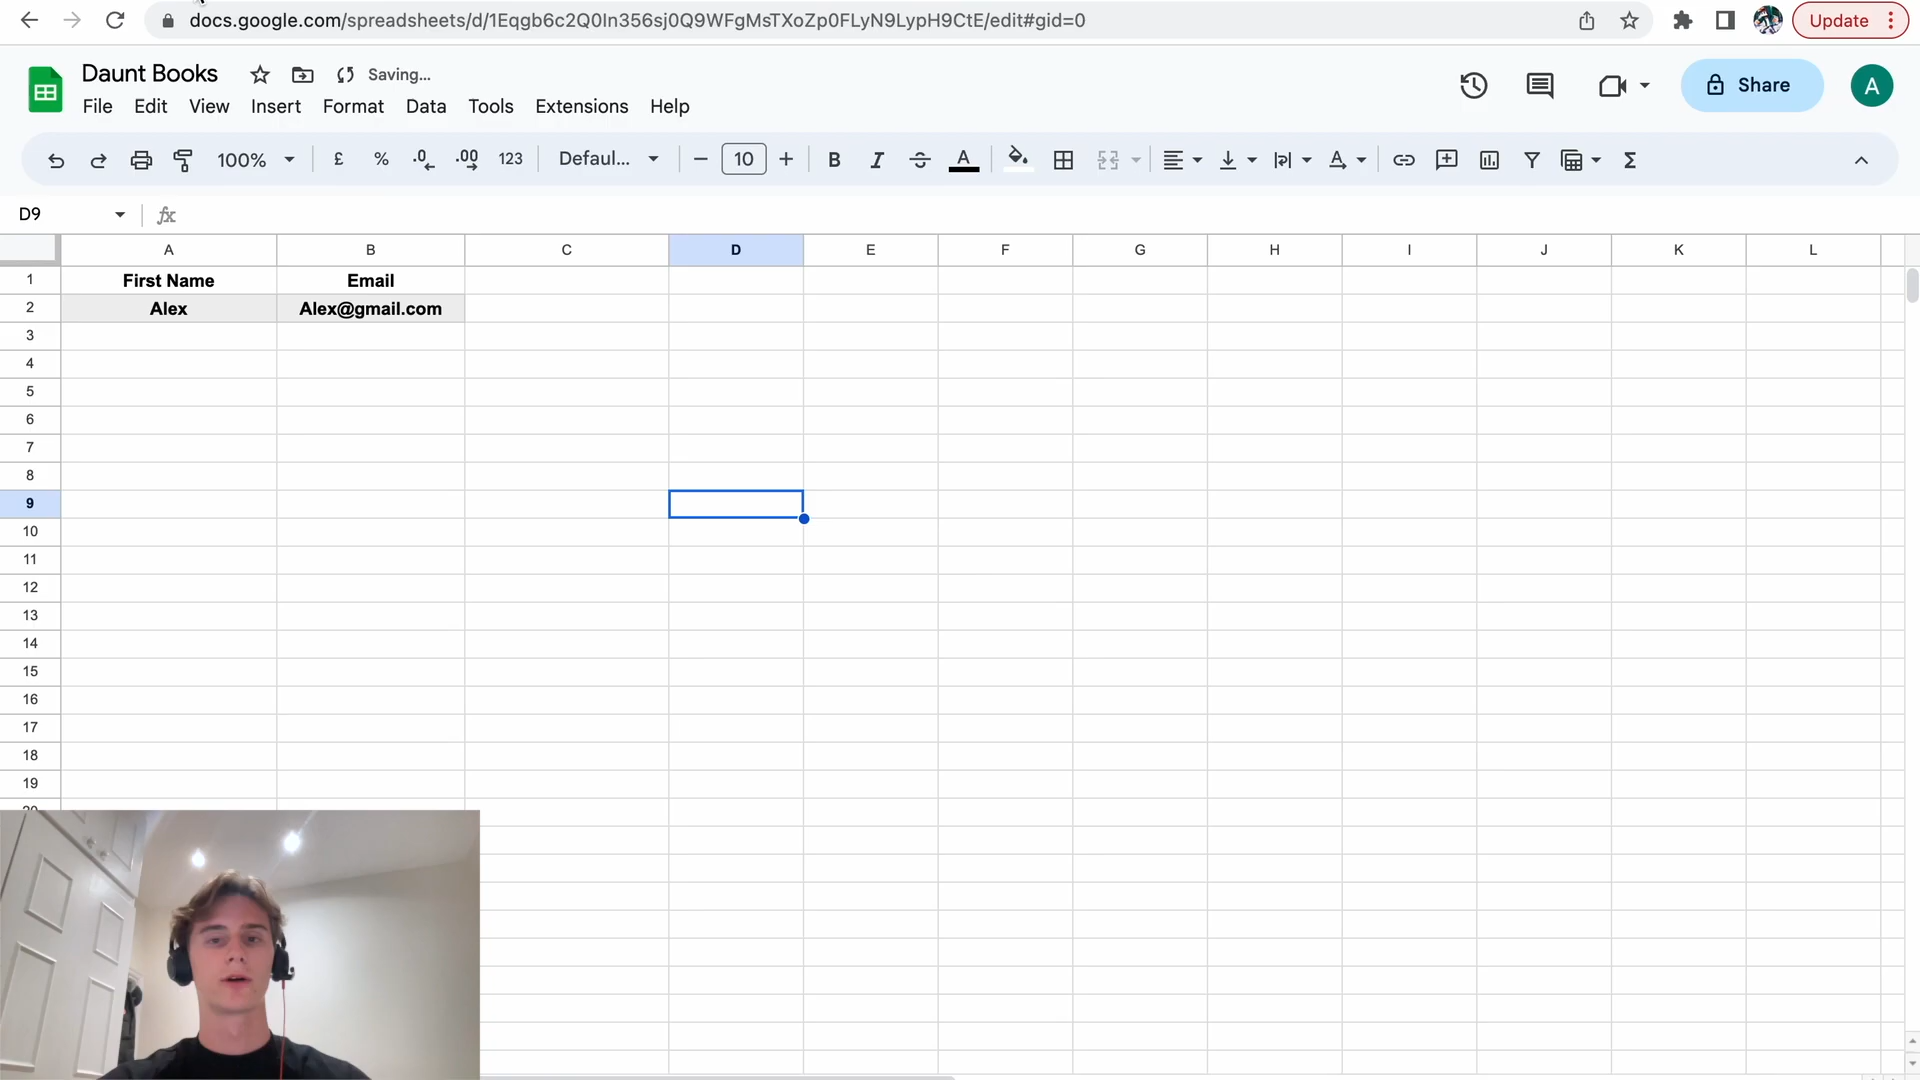 docs.google.com/spreadsheets/d/1Eqgb6c2Q0ln356sj0Q9WFgMsTXoZp0FLyN9LypH9CtE/edit#gid=0
Update
Daunt Books
Saving...
File Edit View Insert Format Data Tools Extensions Help
Share
A
100% £ % .0 .00 123 Defaul... 10 B I S A Σ
D9
fx
A B C D E F G H I J K L
1 First Name Email
2 Alex Alex@gmail.com
3
4
5
6
7
8
9
10
11
12
13
14
15
16
17
18
19